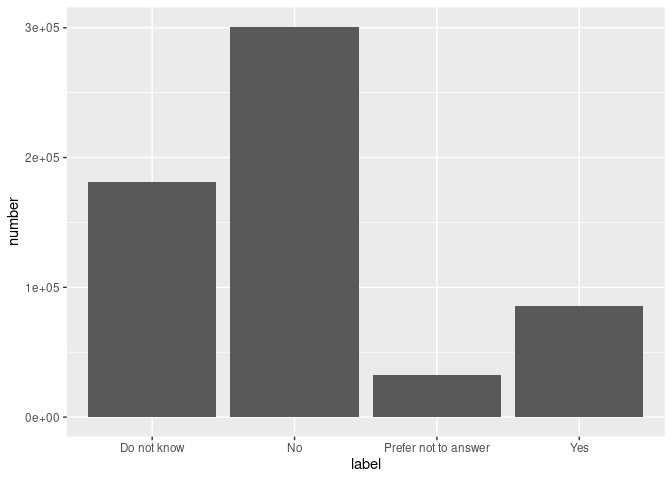 number
3e+05
2e+05
1e+05
0e+00
Do not know No Prefer not to answer Yes
label